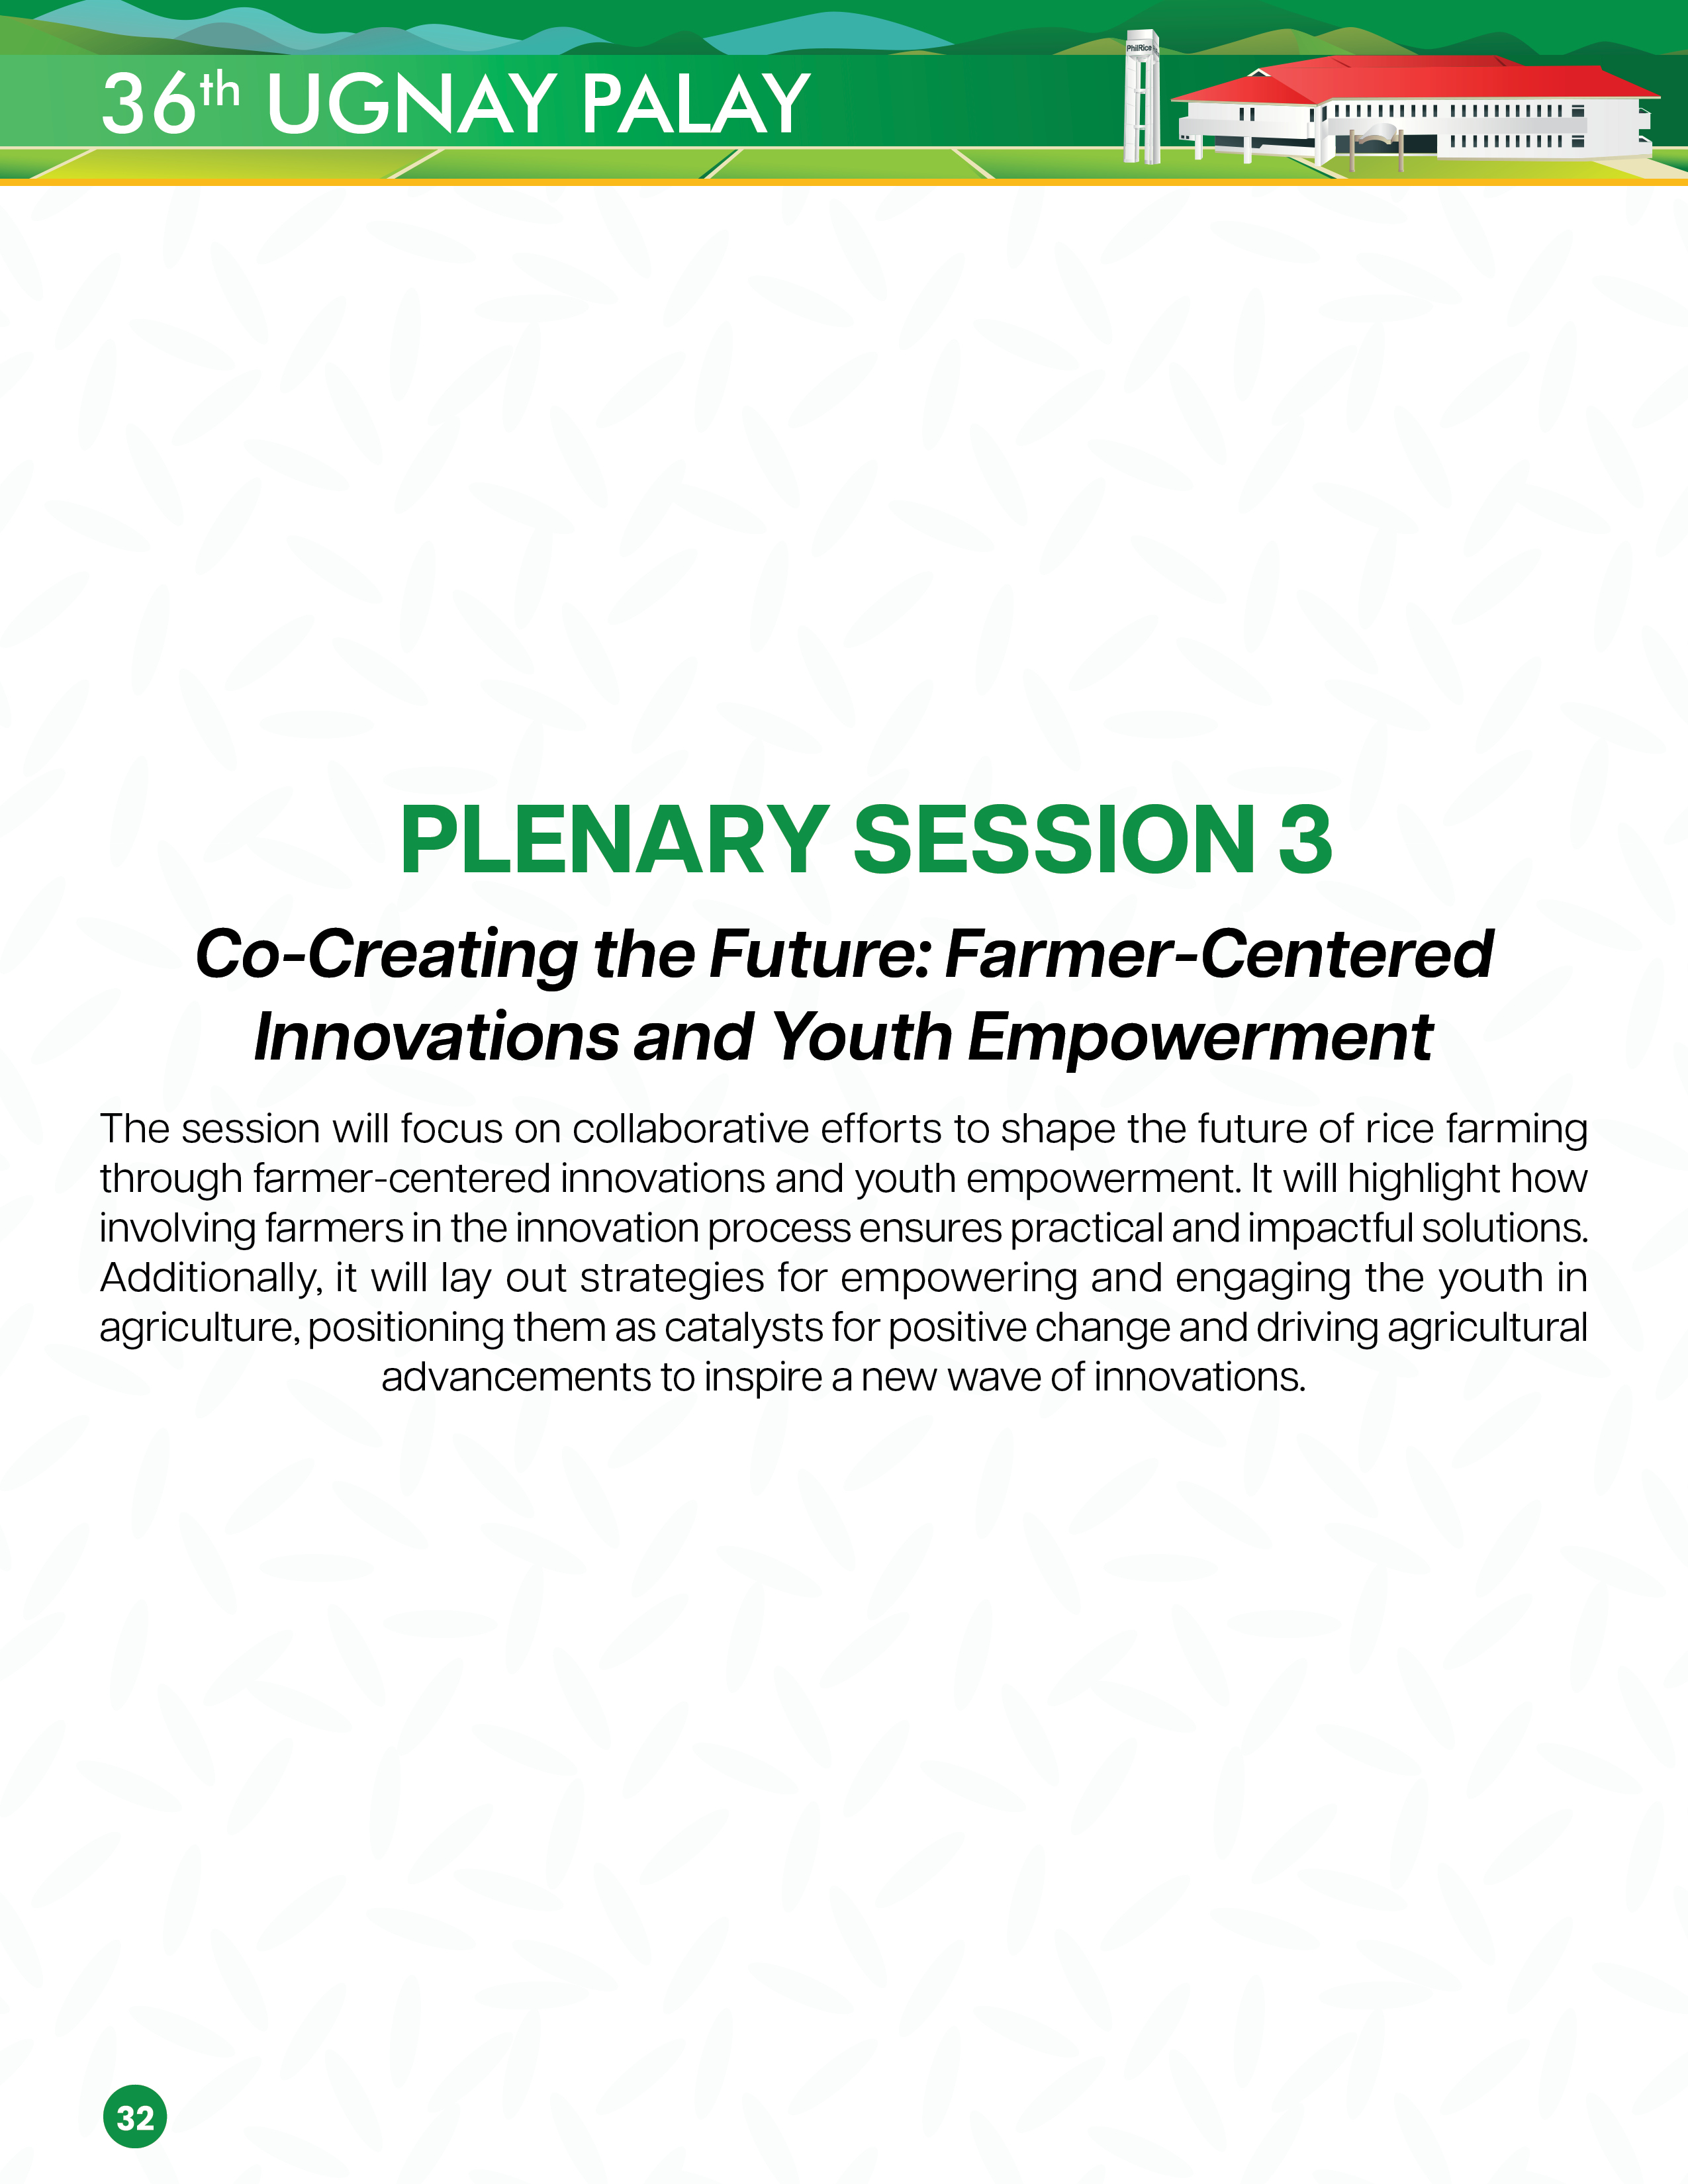 36th UGNAY PALAY
PhilRice
PLENARY SESSION 3
Co-Creating the Future: Farmer-Centered
Innovations and Youth Empowerment
The session will focus on collaborative efforts to shape the future of rice farming
through farmer-centered innovations and youth empowerment. It will highlight how
involving farmers in the innovation process ensures practical and impactful solutions.
Additionally, it will lay out strategies for empowering and engaging the youth in
agriculture, positioning them as catalysts for positive change and driving agricultural
advancements to inspire a new wave of innovations.
32